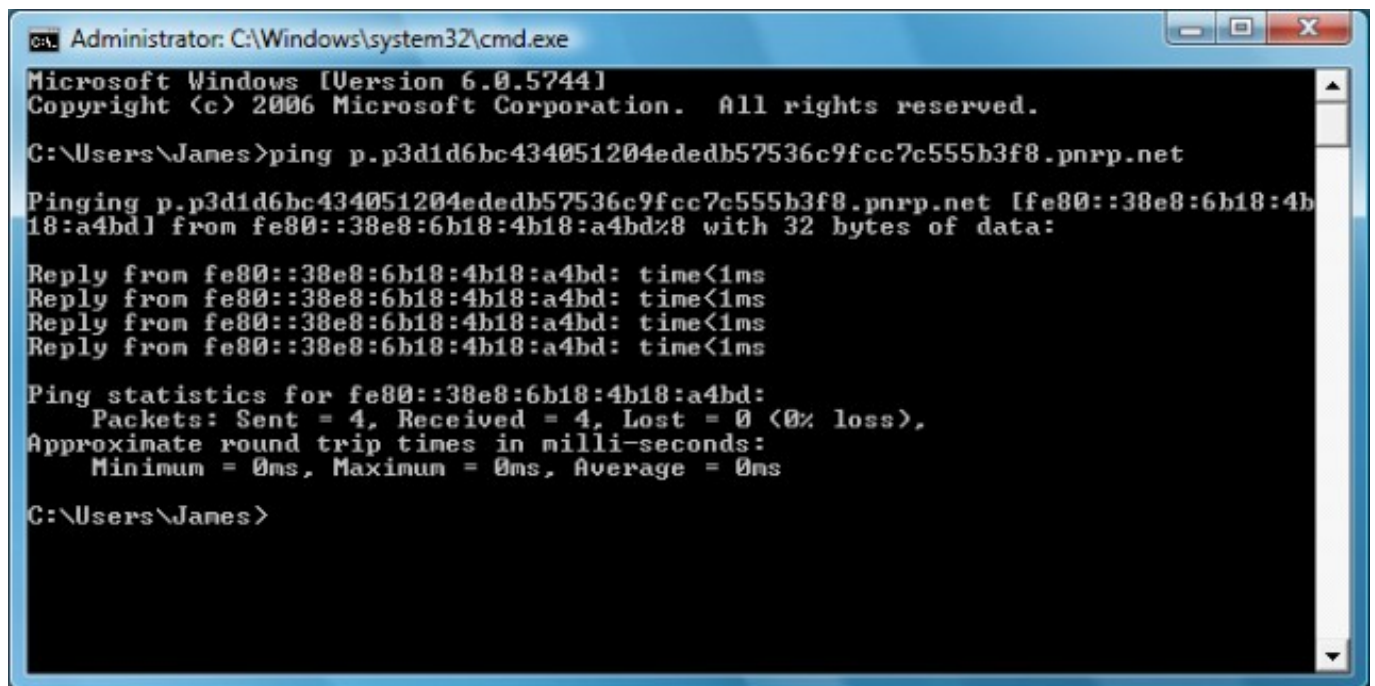 Administrator: C:\Windows\system32\cmd.exe
Microsoft Windows [Version 6.0.5744]
Copyright (c) 2006 Microsoft Corporation.  All rights reserved.
C:\Users\James>ping p.p3d1d6bc434051204ededb57536c9fcc7c555b3f8.pnrp.net
Pinging p.p3d1d6bc434051204ededb57536c9fcc7c555b3f8.pnrp.net [fe80::38e8:6b18:4b
18:a4bd] from fe80::38e8:6b18:4b18:a4bd%8 with 32 bytes of data:
Reply from fe80::38e8:6b18:4b18:a4bd: time<1ms
Reply from fe80::38e8:6b18:4b18:a4bd: time<1ms
Reply from fe80::38e8:6b18:4b18:a4bd: time<1ms
Reply from fe80::38e8:6b18:4b18:a4bd: time<1ms
Ping statistics for fe80::38e8:6b18:4b18:a4bd:
    Packets: Sent = 4, Received = 4, Lost = 0 (0% loss),
Approximate round trip times in milli-seconds:
    Minimum = 0ms, Maximum = 0ms, Average = 0ms
C:\Users\James>